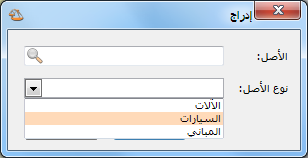 إدراج
الأصل:
نوع الأصل:
الآلات
السيارات
المباني